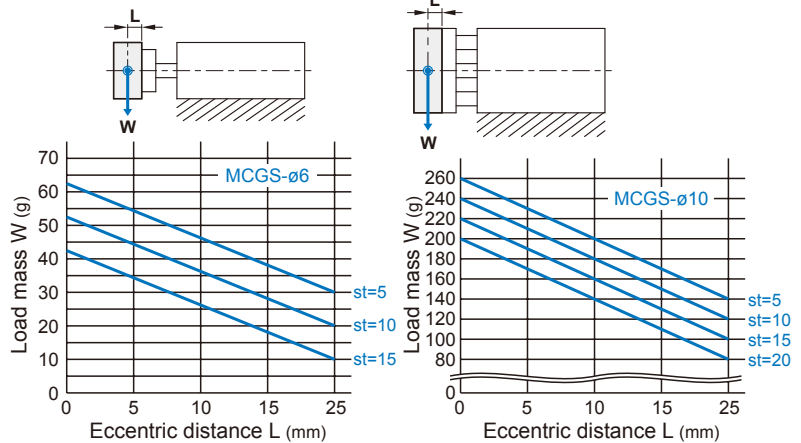 L
W
L
W
MCGS-ø6
Load mass W (g)
70
60
50
40
30
20
10
0
st=5
st=10
st=15
0 5 10 15 25
Eccentric distance L (mm)
MCGS-ø10
Load mass W (g)
260
240
220
200
180
160
140
120
100
80
0
st=5
st=10
st=15
st=20
0 5 10 15 25
Eccentric distance L (mm)